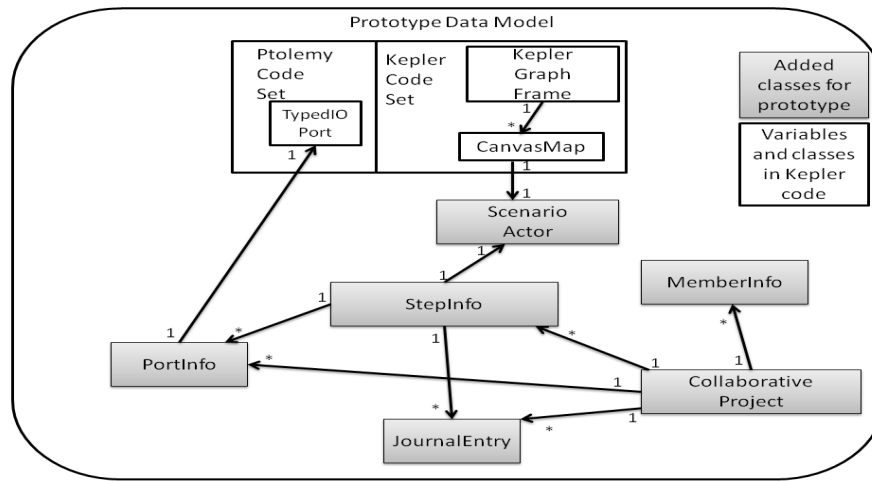 Prototype Data Model
Ptolemy
Code
Set
TypedIO
Port
1
Kepler
Code
Set
Kepler
Graph
Frame
1
*
CanvasMap
1
Added
classes for
prototype
Variables
and classes
in Kepler
code
1
Scenario
Actor
1
1
StepInfo
1
1
*
1
PortInfo
*
MemberInfo
*
1
*
1
1
Collaborative
Project
1
*
*
JournalEntry